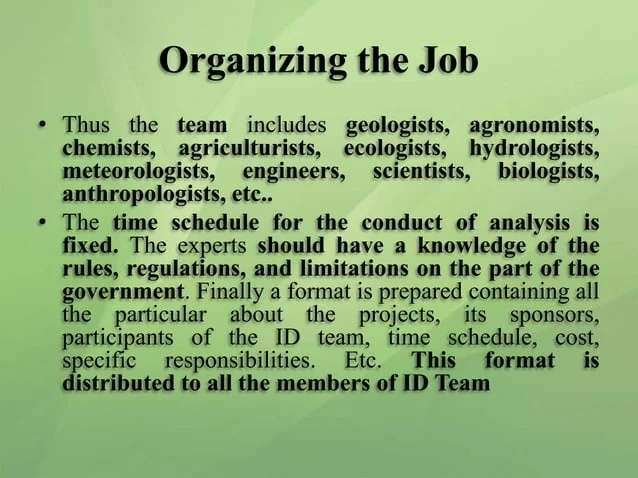 Organizing the Job
• Thus the team includes geologists, agronomists,
chemists, agriculturists, ecologists, hydrologists,
meteorologists, engineers, scientists, biologists,
anthropologists, etc..
• The time schedule for the conduct of analysis is
fixed. The experts should have a knowledge of the
rules, regulations, and limitations on the part of the
government. Finally a format is prepared containing all
the particular about the projects, its sponsors,
participants of the ID team, time schedule, cost,
specific responsibilities. Etc. This format is
distributed to all the members of ID Team